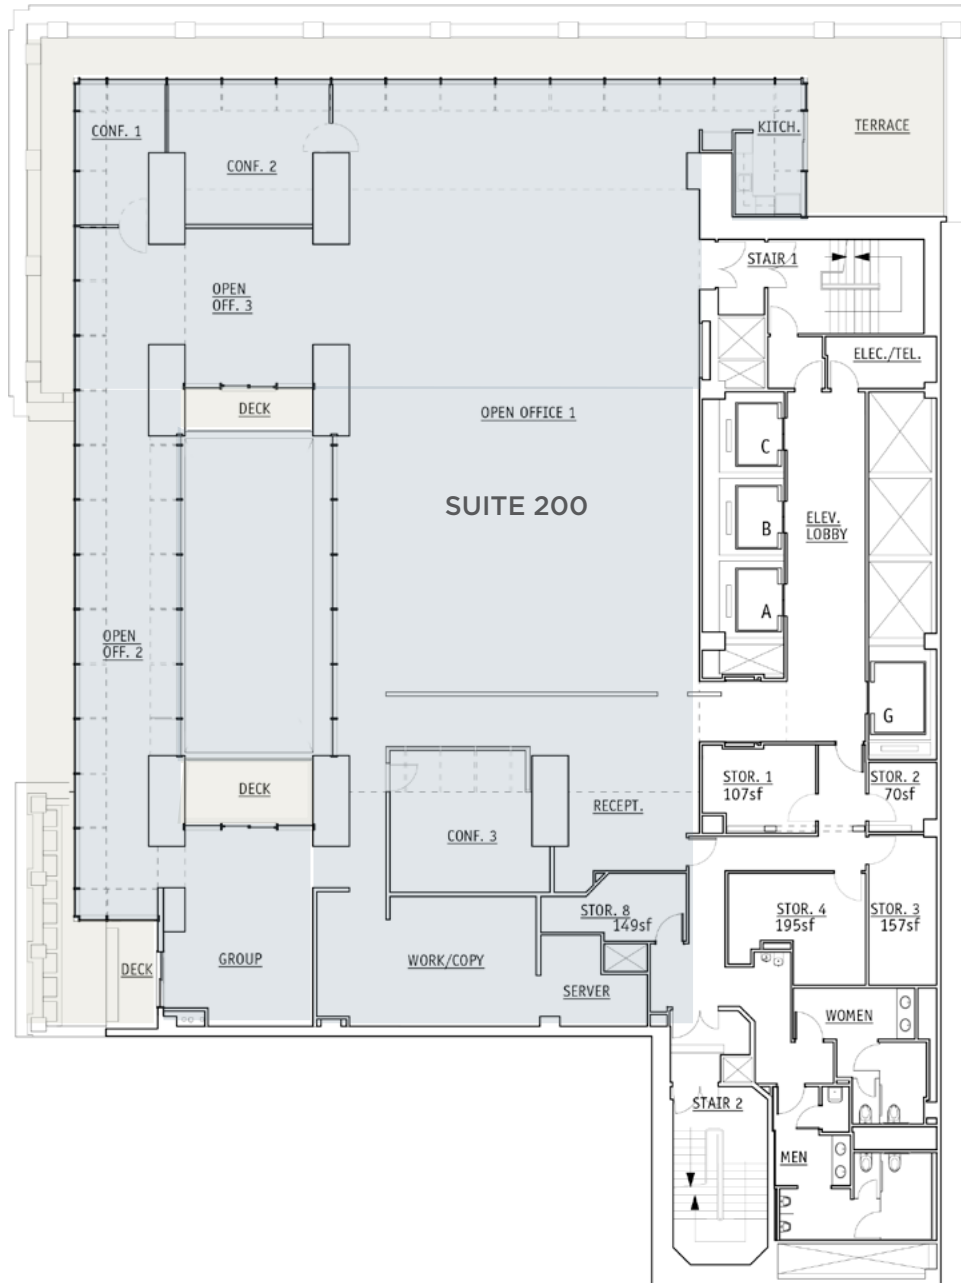 CONF. 1
KITCH.
TERRACE
CONF. 2
STAIR 1
OPEN
OFF. 3
ELEC./TEL.
DECK
OPEN OFFICE 1
C
SUITE 200
ELEV.
LOBBY
B
A
OPEN
OFF. 2
G
STOR. 1
107sf
STOR. 2
70sf
DECK
RECEPT.
CONF. 3
STOR. 8
149sf
STOR. 4
195sf
STOR. 3
157sf
DECK
GROUP
WORK/COPY
SERVER
WOMEN
STAIR 2
MEN